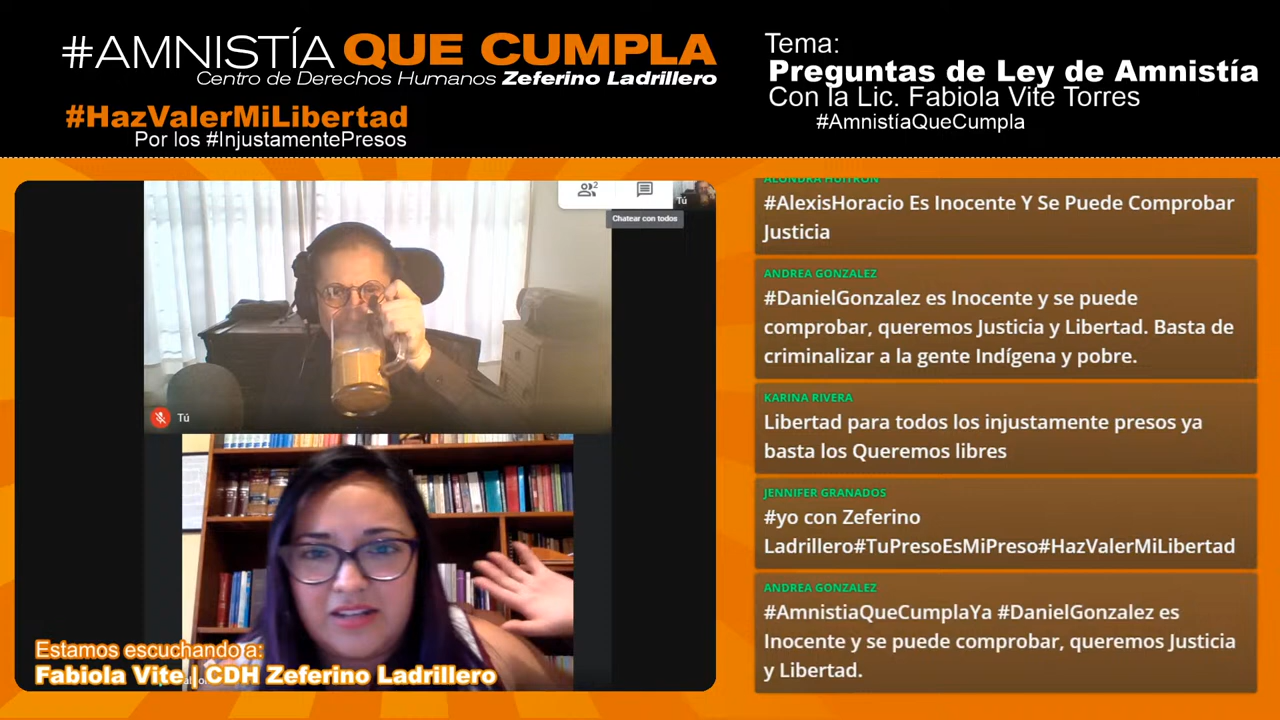 #AMNISTÍA QUE CUMPLA
Centro de Derechos Humanos Zeferino Ladrillero
#HazValerMiLibertad
Por los #InjustamentePresos
Tema:
Preguntas de Ley de Amnistía
Con la Lic. Fabiola Vite Torres
#AmnistíaQueCumpla
2
Tú
Chatear con todos
Tú
Estamos escuchando a:
Fabiola Vite | CDH Zeferino Ladrillero
ALONDRA HUITRON
#AlexisHoracio Es Inocente Y Se Puede Comprobar
Justicia
ANDREA GONZALEZ
#DanielGonzalez es Inocente y se puede
comprobar, queremos Justicia y Libertad. Basta de
criminalizar a la gente Indígena y pobre.
KARINA RIVERA
Libertad para todos los injustamente presos ya
basta los Queremos libres
JENNIFER GRANADOS
#yo con Zeferino
Ladrillero#TuPresoEsMiPreso#HazValerMiLibertad
ANDREA GONZALEZ
#AmnistiaQueCumplaYa #DanielGonzalez es
Inocente y se puede comprobar, queremos Justicia
y Libertad.